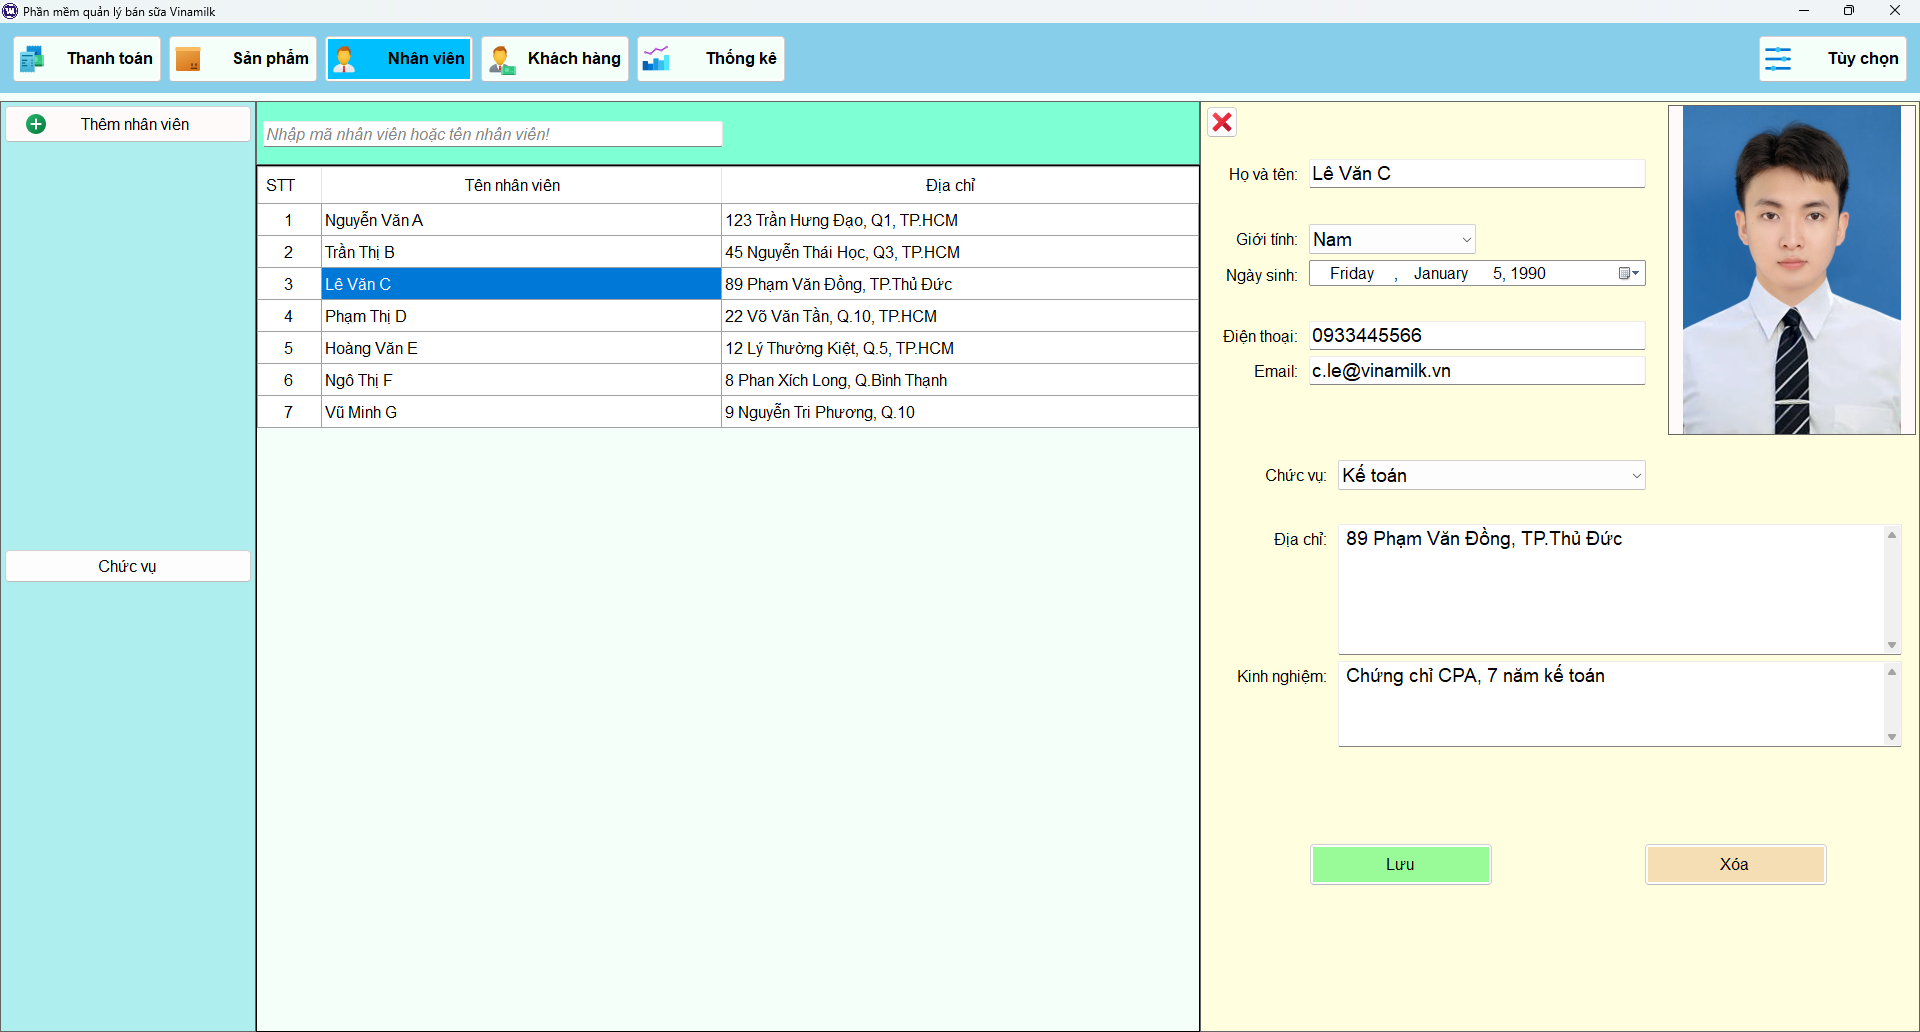 Phần mềm quản lý bán sữa Vinamilk
Thanh toán
Sản phẩm
Nhân viên
Khách hàng
Thống kê
Tùy chọn
Thêm nhân viên
Chức vụ
Nhập mã nhân viên hoặc tên nhân viên!
STT Tên nhân viên Địa chỉ
1 Nguyễn Văn A 123 Trần Hưng Đạo, Q1, TP.HCM
2 Trần Thị B 45 Nguyễn Thái Học, Q3, TP.HCM
3 Lê Văn C 89 Phạm Văn Đồng, TP.Thủ Đức
4 Phạm Thị D 22 Võ Văn Tần, Q.10, TP.HCM
5 Hoàng Văn E 12 Lý Thường Kiệt, Q.5, TP.HCM
6 Ngô Thị F 8 Phan Xích Long, Q.Bình Thạnh
7 Vũ Minh G 9 Nguyễn Tri Phương, Q.10
Họ và tên: Lê Văn C
Giới tính: Nam
Ngày sinh: Friday , January 5, 1990
Điện thoại: 0933445566
Email: c.le@vinamilk.vn
Chức vụ: Kế toán
Địa chỉ: 89 Phạm Văn Đồng, TP.Thủ Đức
Kinh nghiệm: Chứng chỉ CPA, 7 năm kế toán
Lưu
Xóa